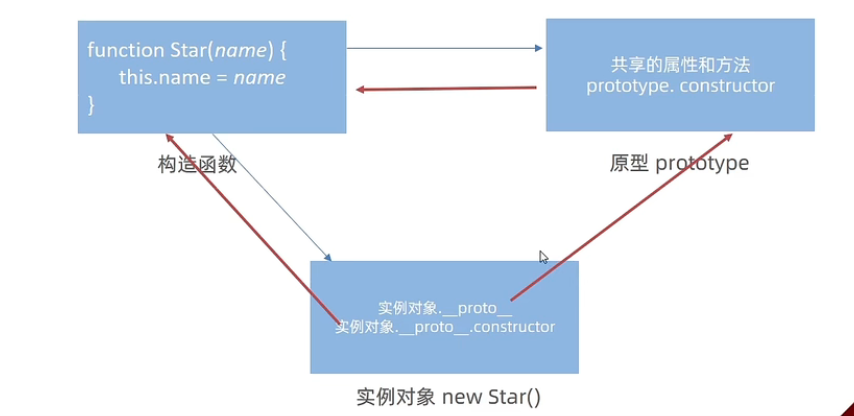 function Star(name) {
this.name = name
}
共享的属性和方法
prototype. constructor
构造函数
原型 prototype
实例对象.__proto__
实例对象.__proto__.constructor
实例对象 new Star()